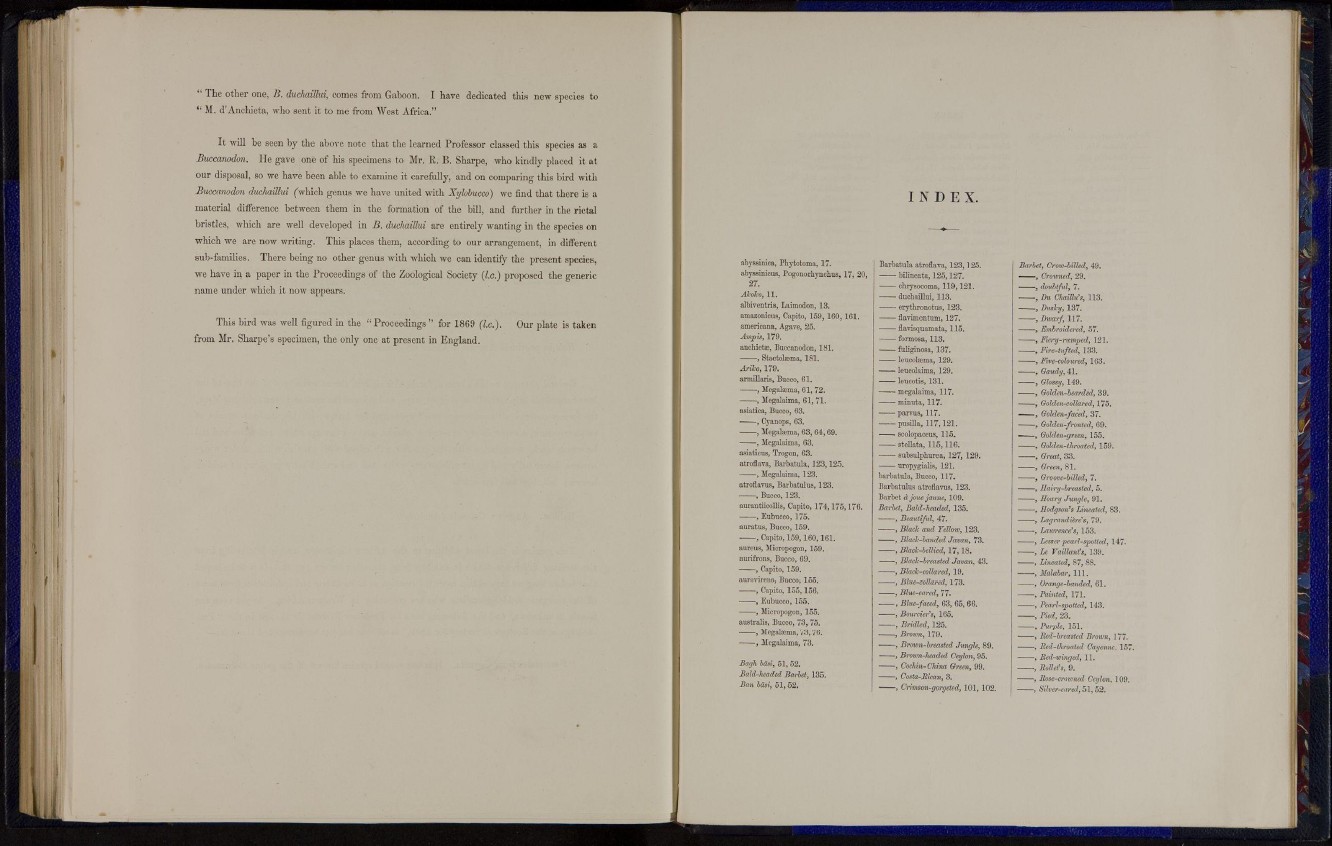 " The other one, B. duchaillui, comes from Gaboon. I have dedicated this new species to
" M. d'Anchieta, who sent it to me from West Africa."
It will be seen by the above note that the learned Professor classed this species as a
Buccanodon. He gave one of his specimens to Mr. R. B. Sharpe, who kindly placed it at
our disposal, so we have been able to examine it carefully, and on comparing this bird with
Buccanodon duchaillui (which genus we have united with Xylobucco) we find that there is a
material difference between them in the formation of the bill, and further in the rictal
bristles, which are well developed in B. duchaillui are entirely wanting in the species on
which we are now writing. This places them, according to our arrangement, in different
sub-families. There being no other genus with which we can identify the present species,
we have in a paper in the Proceedings of the Zoological Society (l.c.) proposed the generic
name under which it now appears.
This bird was well figured in the "Proceedings" for 1869 (l.c.). Our plate is taken
from Mr. Sharpe's specimen, the only one at present in England.
INDEX.
abyssinica, Phytotoma, 17.
abyssinicus, Pogonorhynchus, 17, 20,
27.
Akoko, 11.
albiventris, Laimodon, 13.
amazonicus, Capito, 159, 160, 161.
americana, Agave, 25.
Ampis, 179.
anchietæ, Buccanodon, 181.
——, Stactolæma, 181.
Ariko, 179.
armillaris, Bucco, 61.
——, Megalæma, 61, 72.
——, Megalaima, 61, 71.
asiatica, Bucco, 63.
——, Cyanops, 63.
——, Megalæma, 63, 64, 69.
——, Megalaima, 63.
asiaticus, Trogon, 63.
atroflava, Barbatula, 123, 125.
——, Megalaima, 123.
atroflavus, Barbatulus, 123.
——, Bucco, 123.
aurantiicollis, Capito, 174, 175, 176.
——, Eubucco, 175.
auratus, Bucco, 159.
——, Capito, 159, 160, 161.
aureus, Micropogon, 159.
aurifrons, Bucco, 69.
——, Capito, 159.
aurovirens, Bucco, 155.
——, Capito, 155, 156.
——, Eubucco, 155.
——, Micropogon, 155.
australis, Bucco, 73, 75.
——, Megalæma, 73, 76.
——, Megalaima, 73.
Bagh bási, 51, 52.
Bald-headed Barbet, 135.
Bon bási, 51, 52.
Barbatula atroflava, 123, 125.
—— bilineata, 125, 127.
—— chrysocoma, 119, 121.
—— duchaillui, 113.
—— erythronotus, 123.
—— flavimentum, 127.
—— flavisquamata, 115.
—— formosa, 113.
—— fuliginosa, 137.
—— leucolæma, 129.
—— leucolaima, 129.
—— leucotis, 131.
—— megalaima, 117.
—— minuta, 117.
—— parvus, 117.
—— pusilla, 117, 121.
—— scolopaceus, 115.
—— stellata, 115, 116.
—— subsulphurea, 127, 129.
—— uropygialis, 121.
barbatula, Bucco, 117.
Barbatulus atroflavus, 123.
Barbet à joue jaune, 109.
Barbet, Bald-headed, 135.
——, Beautiful, 47.
——, Black and Yellow, 123.
——, Black-banded Javan, 73.
——, Black-bellied, 17, 18.
——, Black-breasted Javan, 43.
——, Black-collared, 19.
——, Blue-collared, 173.
——, Blue-eared, 77.
——, Blue-faced, 63, 65, 66.
——, Bourcier's, 165.
——, Bridled, 125.
——, Brown, 179.
——, Brown-breasted Jungle, 89.
——, Brown-headed Ceylon, 95.
——, Cochin-China Green, 99.
——, Costa-Rican, 3.
——, Crimson-gorgeted, 101, 102.
Barbet, Cross-billed, 49.
——, Crowned, 29.
——, doubtful, 7.
——, Du Chaillu's, 113.
——, Dusky, 137.
——, Dwarf, 117.
——, Embroidered, 57.
——, Fiery-rumped, 121.
——, Fire-tufted, 133.
——, Five-coloured, 163.
——, Gaudy, 41.
——, Glossy, 149.
——, Golden-bearded, 39.
——, Golden-collared, 175.
——, Golden-faced, 37.
——, Golden-fronted, 69.
——, Golden-green, 155.
——, Golden-throated, 159.
——, Great, 33.
——, Green, 81.
——, Groove-billed, 7.
——, Hairy-breasted, 5.
——, Hoary Jungle, 91.
——, Hodgson's Lineated, 83.
——, Lagrandière's, 79.
——, Lawrence's, 153.
——, Lesser pearl-spotted, 147.
——, Le Vaillant's, 139.
——, Lineated, 87, 88.
——, Malabar, 111.
——, Orange-banded, 61.
——, Painted, 171.
——, Pearl-spotted, 143.
——, Pied, 23.
——, Purple, 151.
——, Red-breasted Brown, 177.
——, Red-throated Cayenne, 157.
——, Red-winged, 11.
——, Rollet's, 9.
——, Rose-crowned Ceylon, 109.
——, Silver-eared, 51, 52.